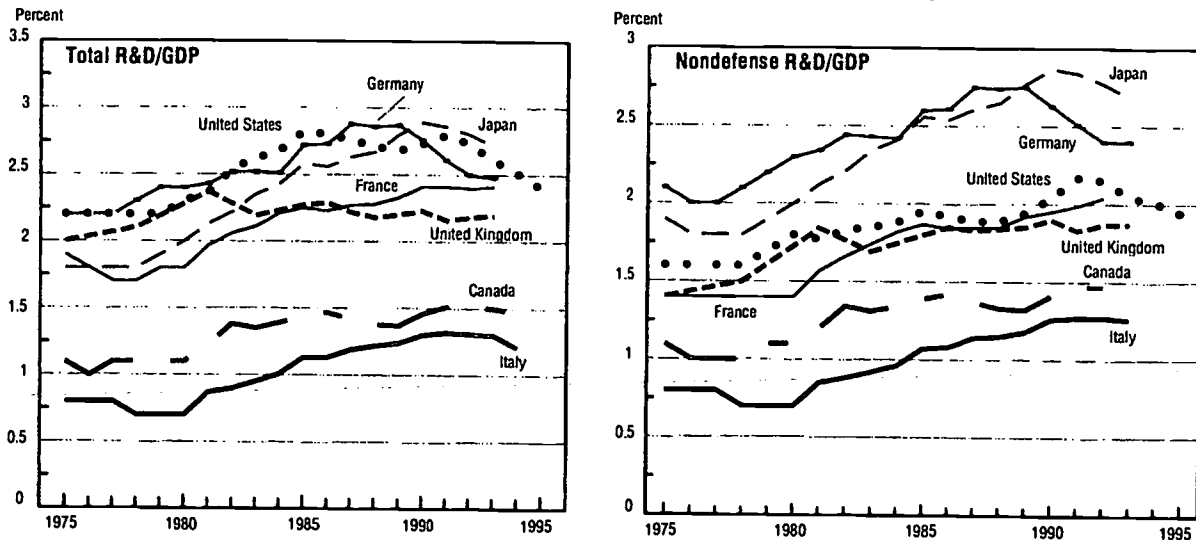 Percent
3.5
Total R&D/GDP
3
Germany
United States
Japan
2.5
France
2
United Kingdom
1.5
Canada
1
Italy
0.5
0
1975 1980 1985 1990 1995
Percent
3
Nondefense R&D/GDP
Japan
2.5
Germany
United States
2
United Kingdom
1.5
Canada
France
1
Italy
0.5
0
1975 1980 1985 1990 1995